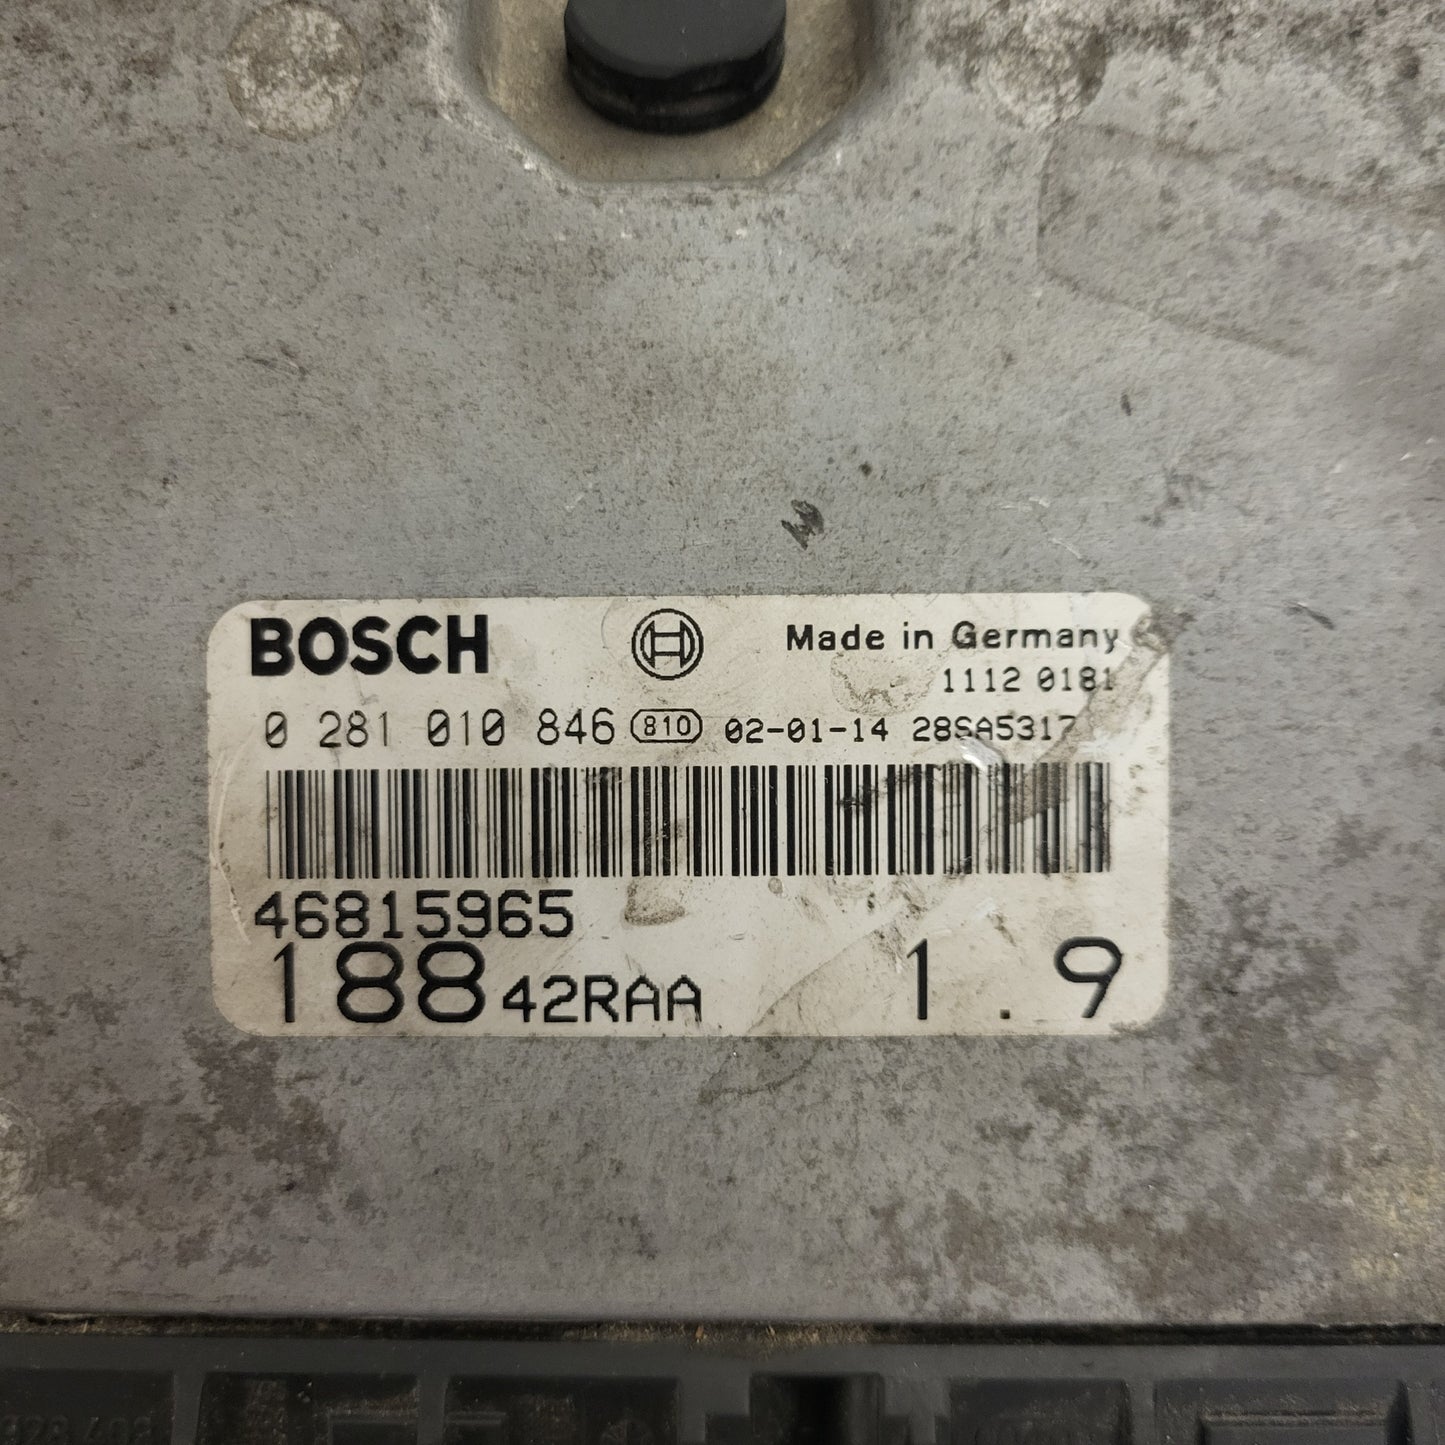 BOSCH Made in Germany
1112 0181
0 281 010 846 810 02-01-14 28SA5317
46815965
188 42RAA 1.9